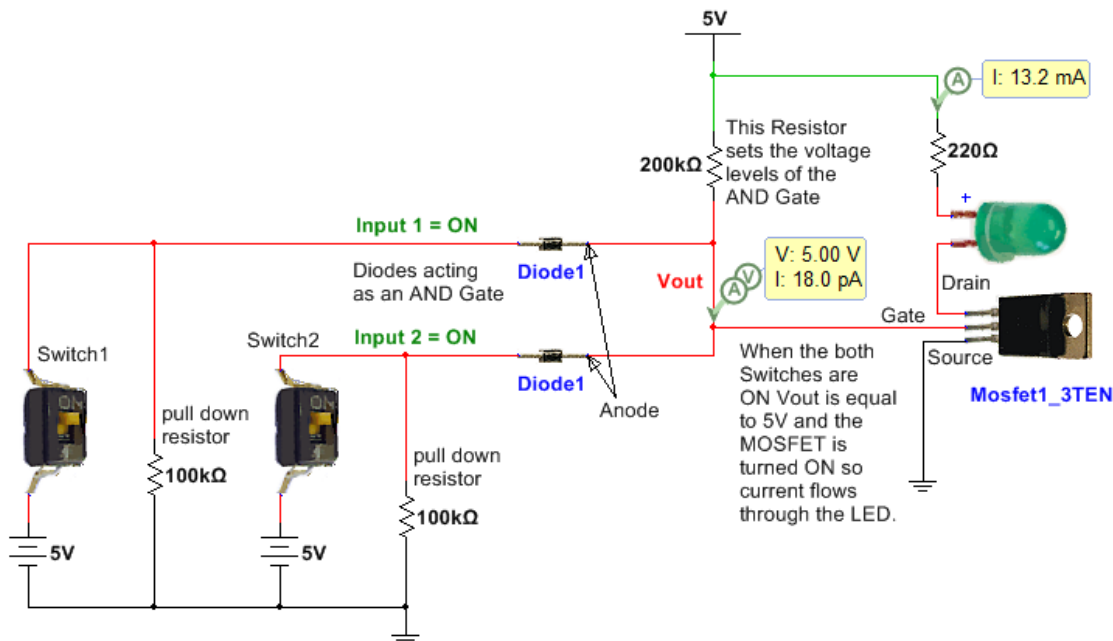 5V
I: 13.2 mA
This Resistor
sets the voltage
levels of the
AND Gate
200kΩ
220Ω
+
Input 1 = ON
Diode1
Diodes acting
as an AND Gate
Vout
V: 5.00 V
I: 18.0 pA
A
V
A
Drain
Gate
Source
Mosfet1_3TEN
Switch1
Switch2
Input 2 = ON
Diode1
Anode
When the both
Switches are
ON Vout is equal
to 5V and the
MOSFET is
turned ON so
current flows
through the LED.
ON
ON
pull down
resistor
100kΩ
pull down
resistor
100kΩ
5V
5V